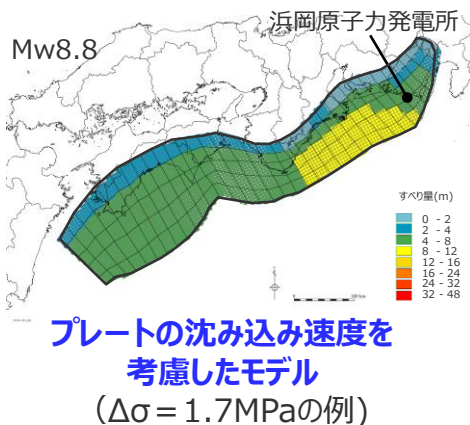 浜岡原子力発電所
Mw8.8
すべり量(m)
0 - 2
2 - 4
4 - 8
8 - 12
12 - 16
16 - 24
24 - 32
32 - 48
プレートの沈み込み速度を
考慮したモデル
(Δσ=1.7MPaの例)